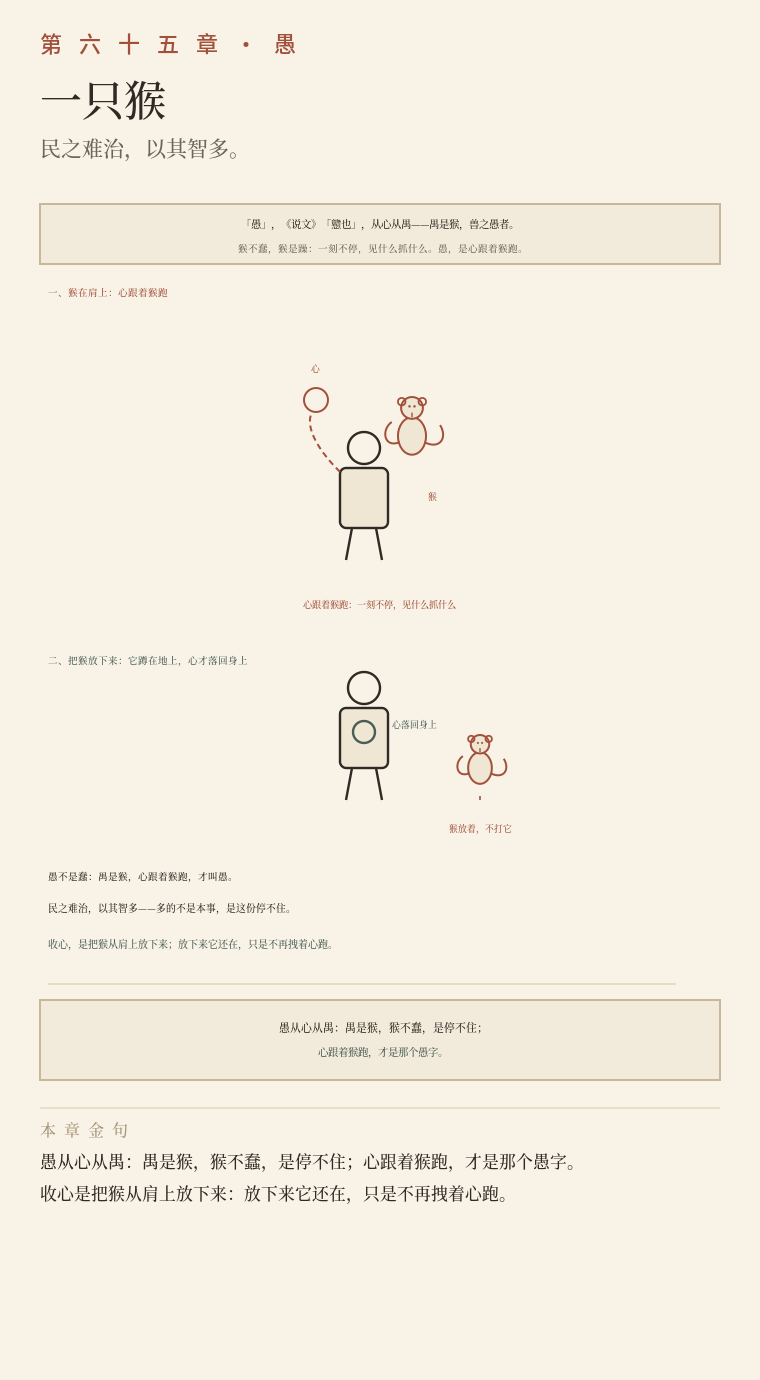 第六十五章·愚
一只猴
民之难治，以其智多。
「愚」，《说文》「戆也」，从心从禺——禺是猴，兽之愚者。
猴不蠢，猴是躁：一刻不停，见什么抓什么。愚，是心跟着猴跑。
一、猴在肩上：心跟着猴跑
心
猴
心跟着猴跑：一刻不停，见什么抓什么
二、把猴放下来：它蹲在地上，心才落回身上
心落回身上
猴放着，不打它
愚不是蠢：禺是猴，心跟着猴跑，才叫愚。
民之难治，以其智多——多的不是本事，是这份停不住。
收心，是把猴从肩上放下来；放下来它还在，只是不再拽着心跑。
愚从心从禺：禺是猴，猴不蠢，是停不住；
心跟着猴跑，才是那个愚字。
本章金句
愚从心从禺：禺是猴，猴不蠢，是停不住；心跟着猴跑，才是那个愚字。
收心是把猴从肩上放下来：放下来它还在，只是不再拽着心跑。